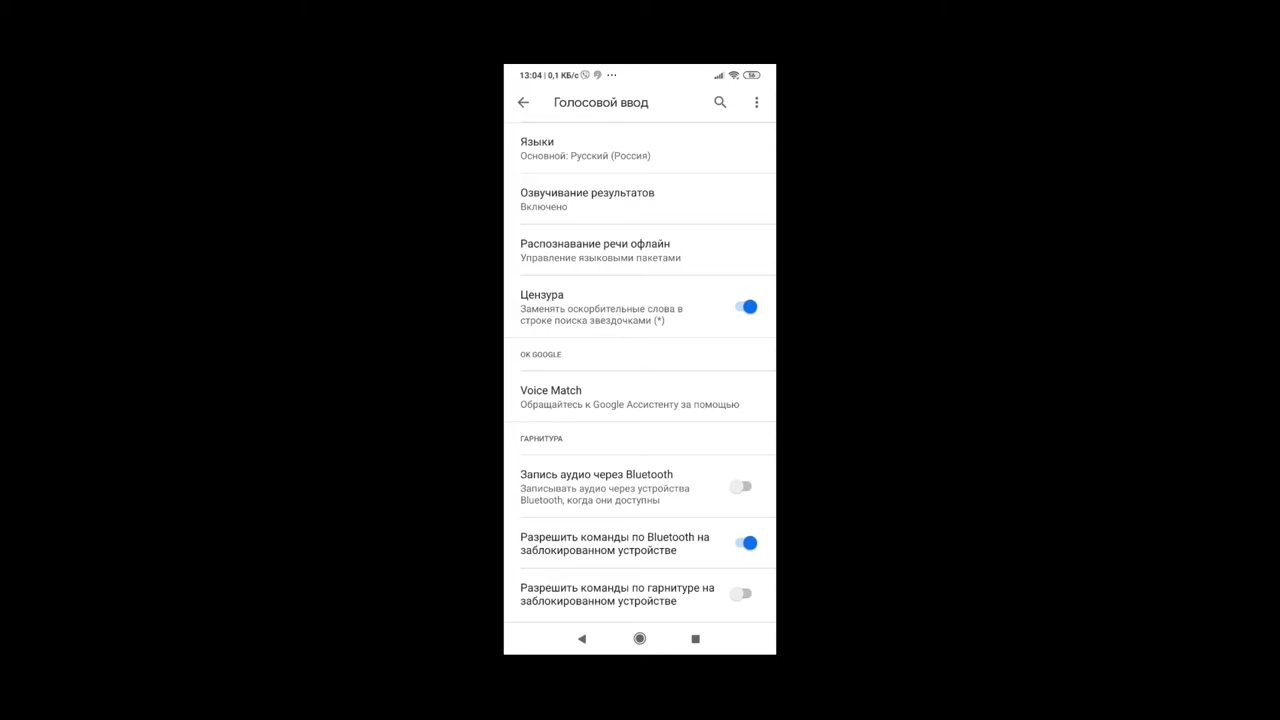 13:04 | 0,1 КБ/с ... 56
Голосовой ввод
Языки
Основной: Русский (Россия)
Озвучивание результатов
Включено
Распознавание речи офлайн
Управление языковыми пакетами
Цензура
Заменять оскорбительные слова в
строке поиска звездочками (*)
OK GOOGLE
Voice Match
Обращайтесь к Google Ассистенту за помощью
ГАРНИТУРА
Запись аудио через Bluetooth
Записывать аудио через устройства
Bluetooth, когда они доступны
Разрешить команды по Bluetooth на
заблокированном устройстве
Разрешить команды по гарнитуре на
заблокированном устройстве